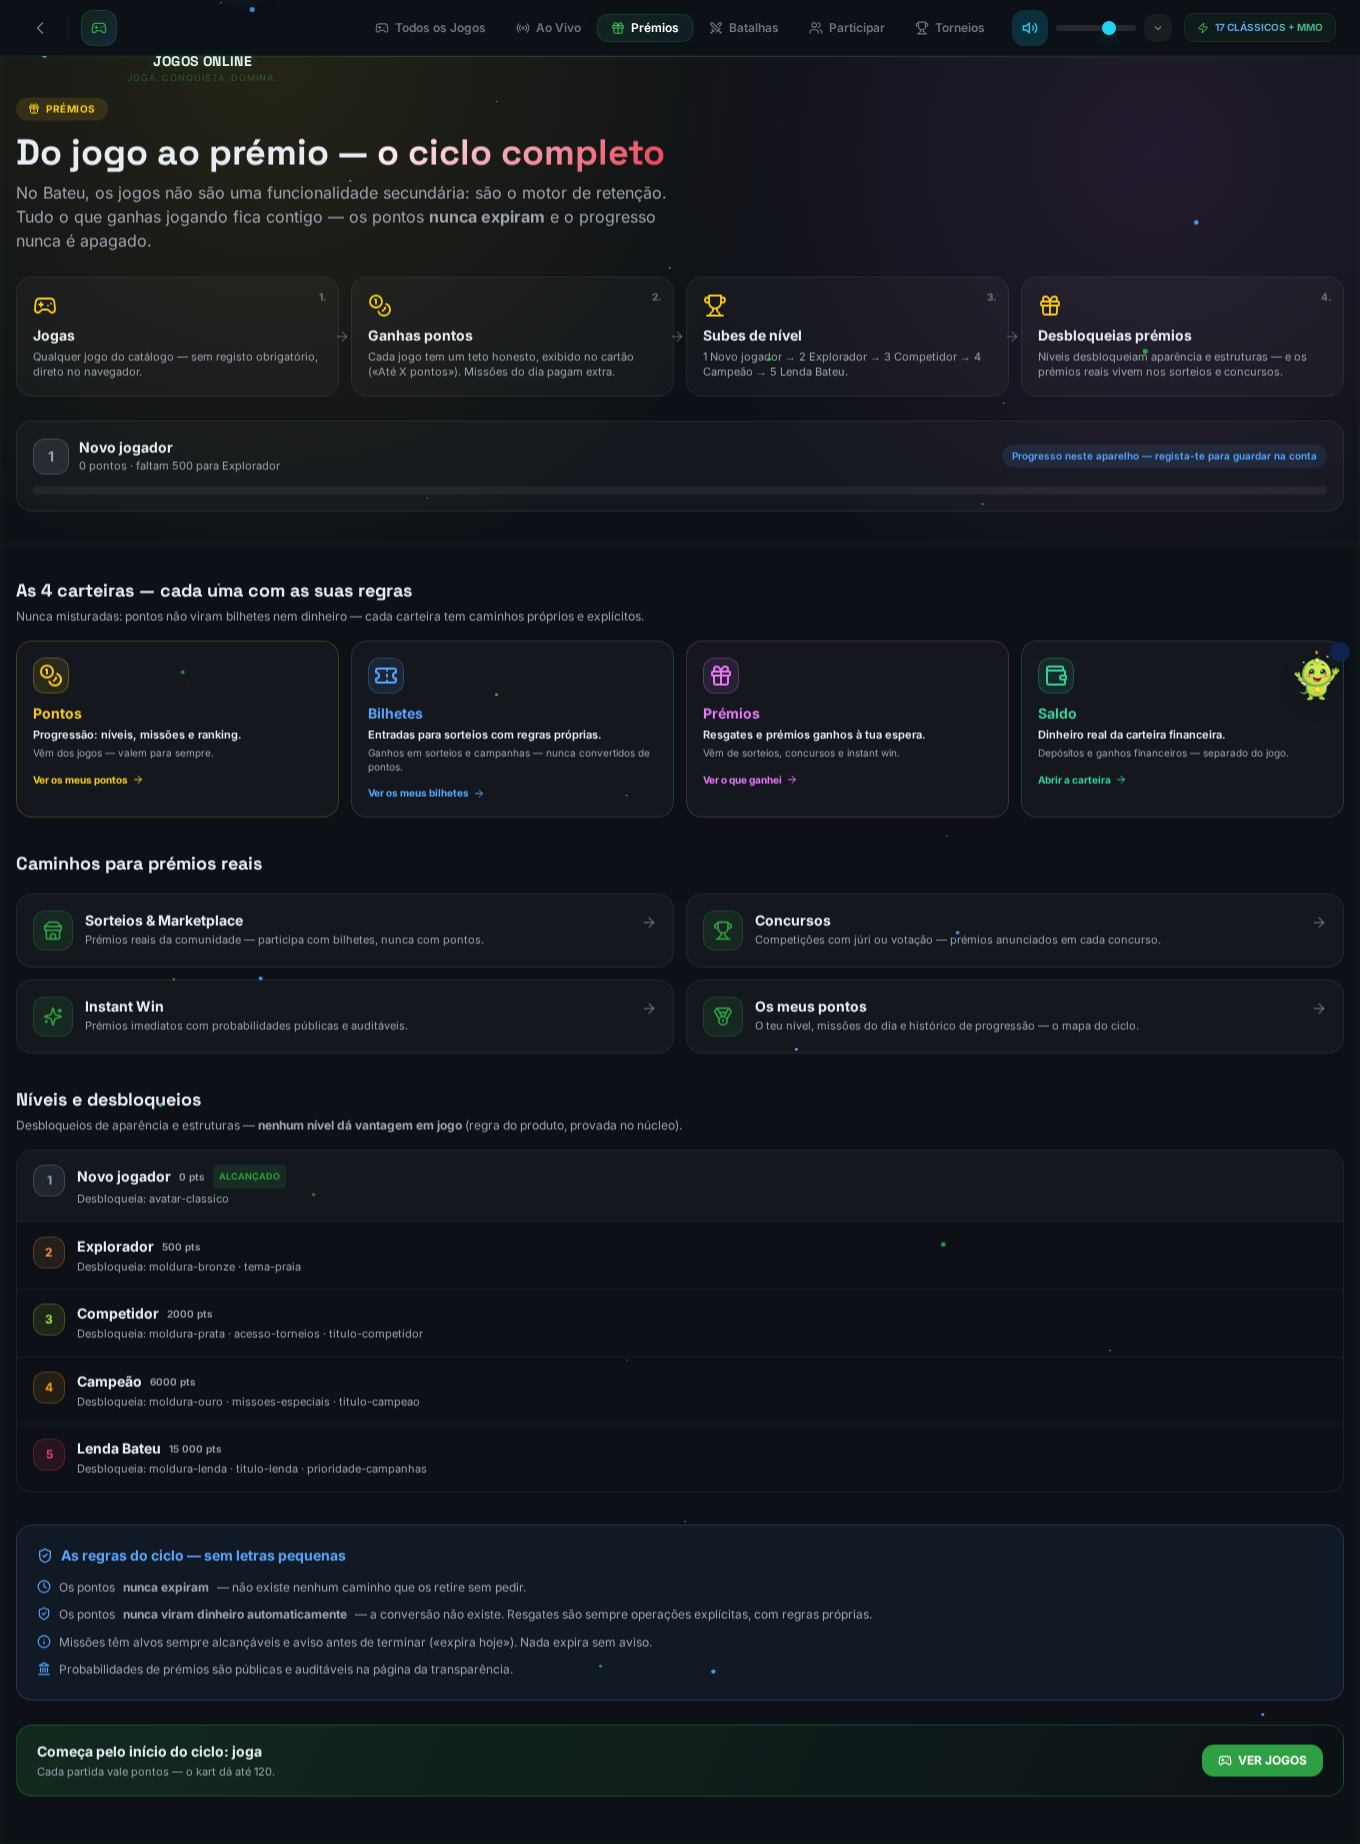 Todos os Jogos
Ao Vivo
Prémios
Batalhas
Participar
Torneios
17 CLÁSSICOS + MMO
JOGOS ONLINE
JOGA. CONQUISTA. DOMINA.
PRÉMIOS
Do jogo ao prémio — o ciclo completo
No Bateu, os jogos não são uma funcionalidade secundária: são o motor de retenção.
Tudo o que ganhas jogando fica contigo — os pontos nunca expiram e o progresso
nunca é apagado.
1.
Jogas
Qualquer jogo do catálogo — sem registo obrigatório,
direto no navegador.
2.
Ganhas pontos
Cada jogo tem um teto honesto, exibido no cartão
(«Até X pontos»). Missões do dia pagam extra.
3.
Subes de nível
1 Novo jogador → 2 Explorador → 3 Competidor → 4
Campeão → 5 Lenda Bateu.
4.
Desbloqueias prémios
Níveis desbloqueiam aparência e estruturas — e os
prémios reais vivem nos sorteios e concursos.
1
Novo jogador
0 pontos · faltam 500 para Explorador
Progresso neste aparelho — regista-te para guardar na conta
As 4 carteiras — cada uma com as suas regras
Nunca misturadas: pontos não viram bilhetes nem dinheiro — cada carteira tem caminhos próprios e explícitos.
Pontos
Progressão: níveis, missões e ranking.
Vêm dos jogos — valem para sempre.
Ver os meus pontos →
Bilhetes
Entradas para sorteios com regras próprias.
Ganhos em sorteios e campanhas — nunca convertidos de
pontos.
Ver os meus bilhetes →
Prémios
Resgates e prémios ganhos à tua espera.
Vêm de sorteios, concursos e instant win.
Ver o que ganhei →
Saldo
Dinheiro real da carteira financeira.
Depósitos e ganhos financeiros — separado do jogo.
Abrir a carteira →
Caminhos para prémios reais
Sorteios & Marketplace
Prémios reais da comunidade — participa com bilhetes, nunca com pontos.
Concursos
Competições com júri ou votação — prémios anunciados em cada concurso.
Instant Win
Prémios imediatos com probabilidades públicas e auditáveis.
Os meus pontos
O teu nível, missões do dia e histórico de progressão — o mapa do ciclo.
Níveis e desbloqueios
Desbloqueios de aparência e estruturas — nenhum nível dá vantagem em jogo (regra do produto, provada no núcleo).
1
Novo jogador 0 pts ALCANÇADO
Desbloqueia: avatar-classico
2
Explorador 500 pts
Desbloqueia: moldura-bronze · tema-praia
3
Competidor 2000 pts
Desbloqueia: moldura-prata · acesso-torneios · titulo-competidor
4
Campeão 6000 pts
Desbloqueia: moldura-ouro · missoes-especiais · titulo-campeao
5
Lenda Bateu 15 000 pts
Desbloqueia: moldura-lenda · titulo-lenda · prioridade-campanhas
As regras do ciclo — sem letras pequenas
Os pontos nunca expiram — não existe nenhum caminho que os retire sem pedir.
Os pontos nunca viram dinheiro automaticamente — a conversão não existe. Resgates são sempre operações explícitas, com regras próprias.
Missões têm alvos sempre alcançáveis e aviso antes de terminar («expira hoje»). Nada expira sem aviso.
Probabilidades de prémios são públicas e auditáveis na página da transparência.
Começa pelo início do ciclo: joga
Cada partida vale pontos — o kart dá até 120.
VER JOGOS